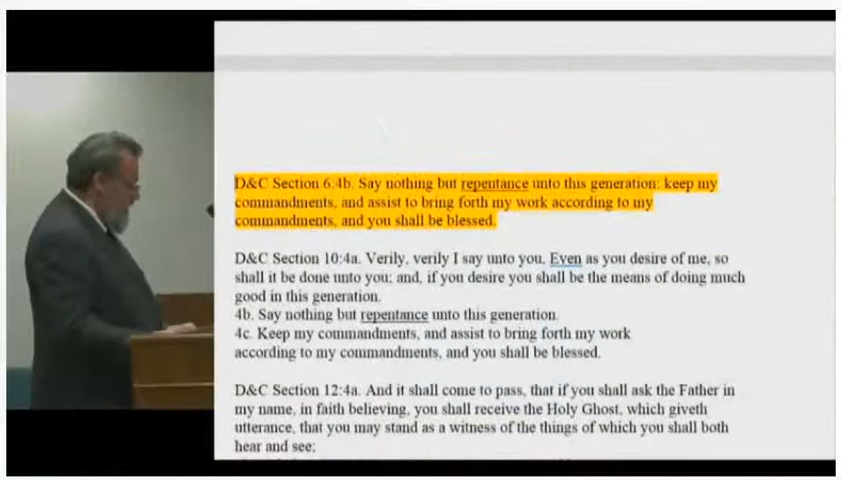 D&C Section 6:4b. Say nothing but repentance unto this generation; keep my
commandments, and assist to bring forth my work according to my
commandments, and you shall be blessed.
D&C Section 10:4a. Verily, verily I say unto you, Even as you desire of me, so
shall it be done unto you; and, if you desire you shall be the means of doing much
good in this generation.
4b. Say nothing but repentance unto this generation.
4c. Keep my commandments, and assist to bring forth my work
according to my commandments, and you shall be blessed.
D&C Section 12:4a. And it shall come to pass, that if you shall ask the Father in
my name, in faith believing, you shall receive the Holy Ghost, which giveth
utterance, that you may stand as a witness of the things of which you shall both
hear and see;